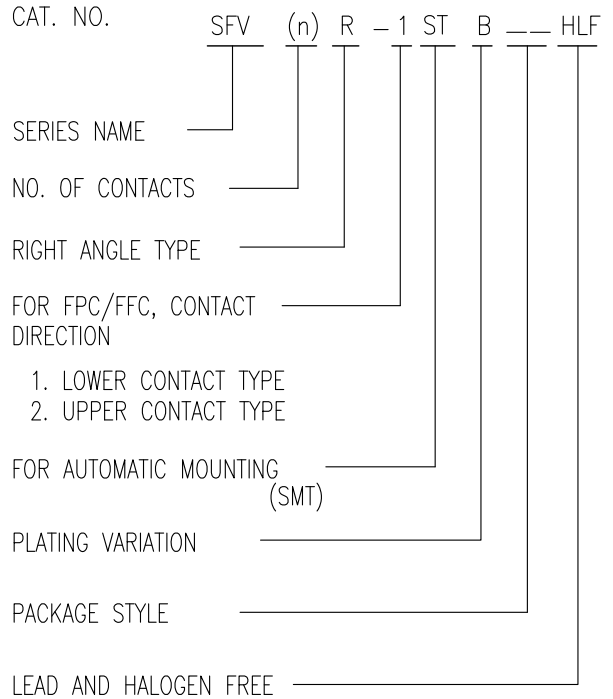 CAT. NO.
SFV (n) R - 1 ST B __ HLF
SERIES NAME
NO. OF CONTACTS
RIGHT ANGLE TYPE
FOR FPC/FFC, CONTACT
DIRECTION
1. LOWER CONTACT TYPE
2. UPPER CONTACT TYPE
FOR AUTOMATIC MOUNTING
(SMT)
PLATING VARIATION
PACKAGE STYLE
LEAD AND HALOGEN FREE